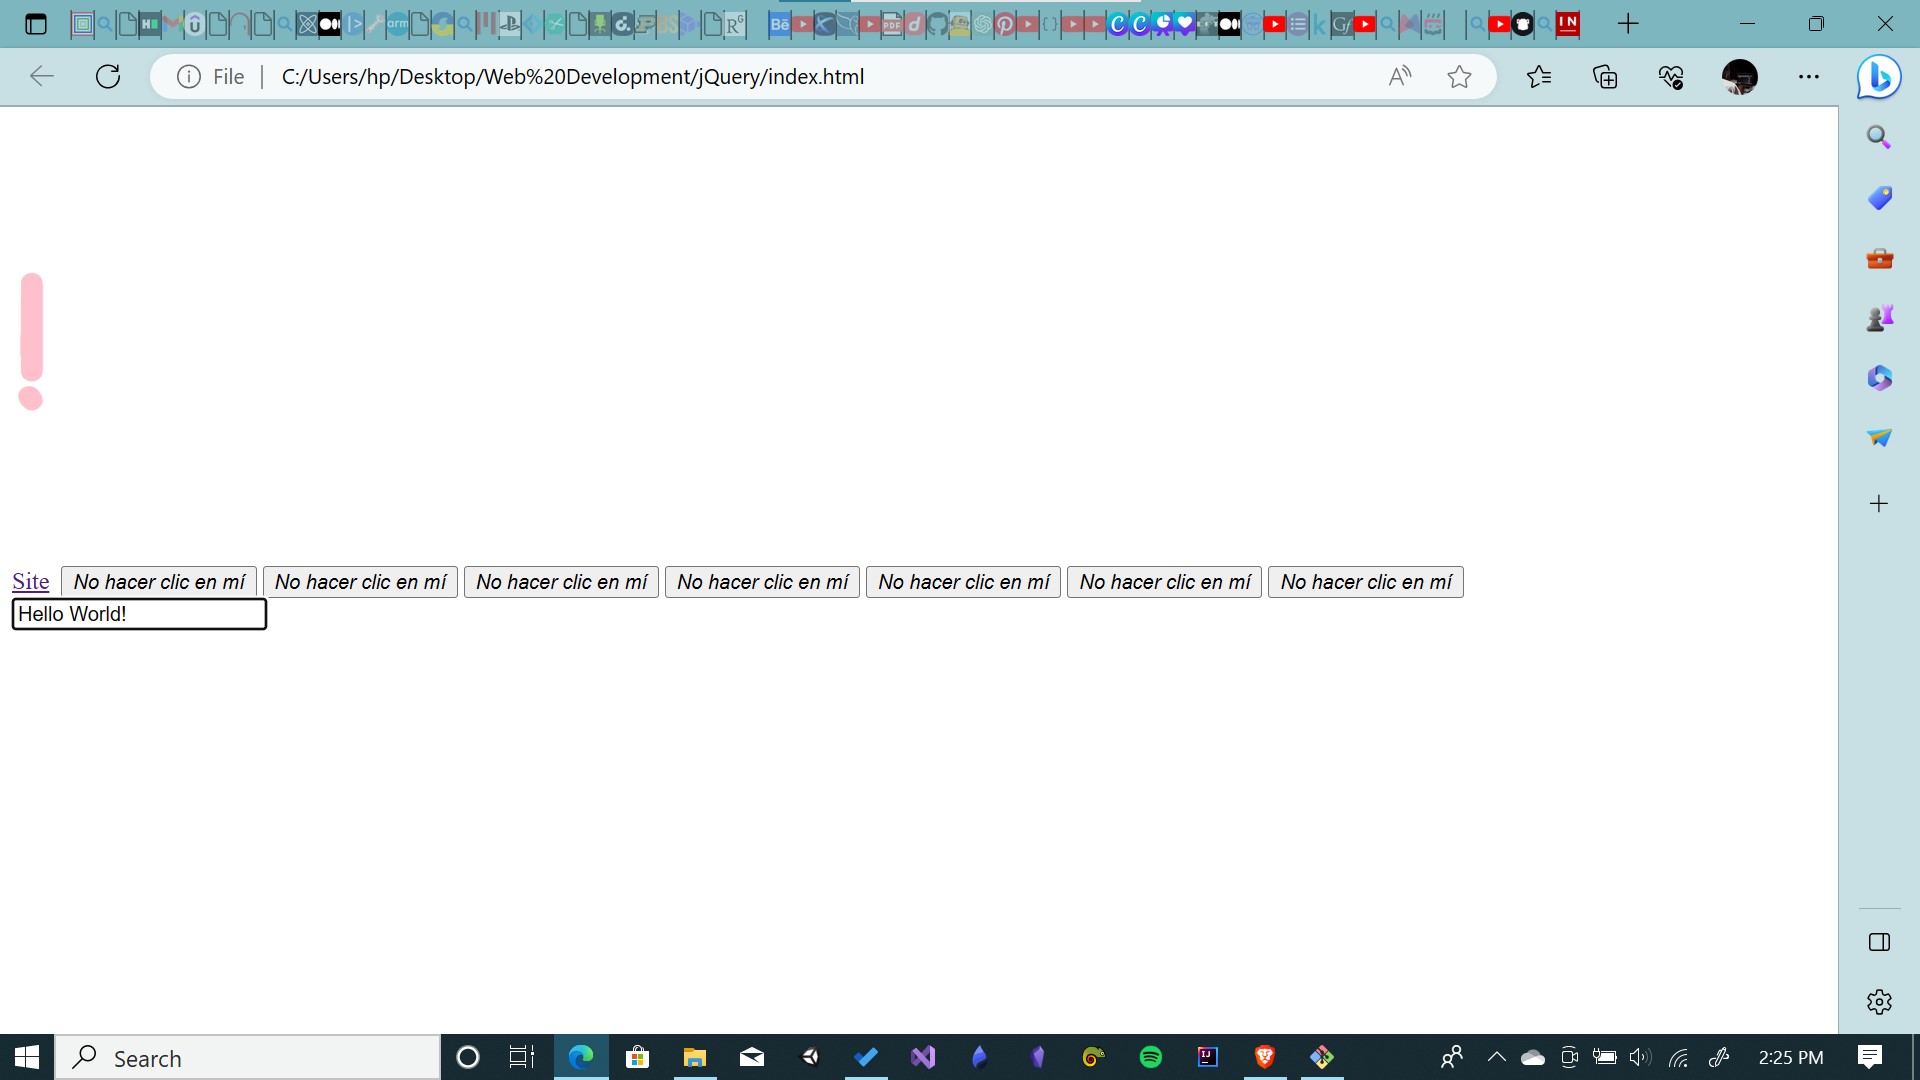 File
C:/Users/hp/Desktop/Web%20Development/jQuery/index.html
!
Site No hacer clic en mí No hacer clic en mí No hacer clic en mí No hacer clic en mí No hacer clic en mí No hacer clic en mí No hacer clic en mí
Hello World!
Search
2:25 PM